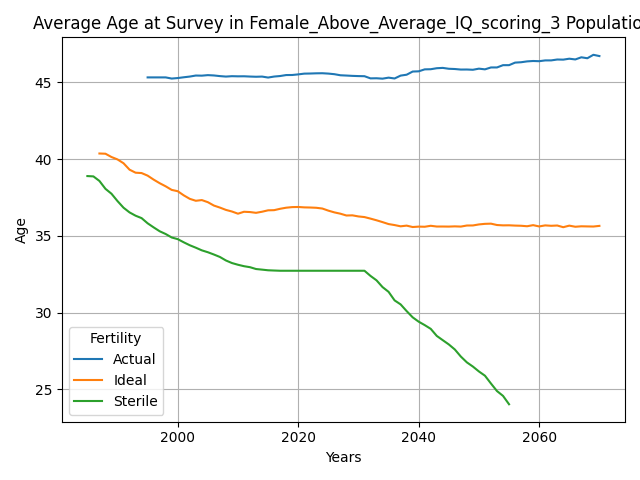 Average Age at Survey in Female_Above_Average_IQ_scoring_3 Populatio
Age
45
40
35
30
25
Fertility
Actual
Ideal
Sterile
2000 2020 2040 2060
Years